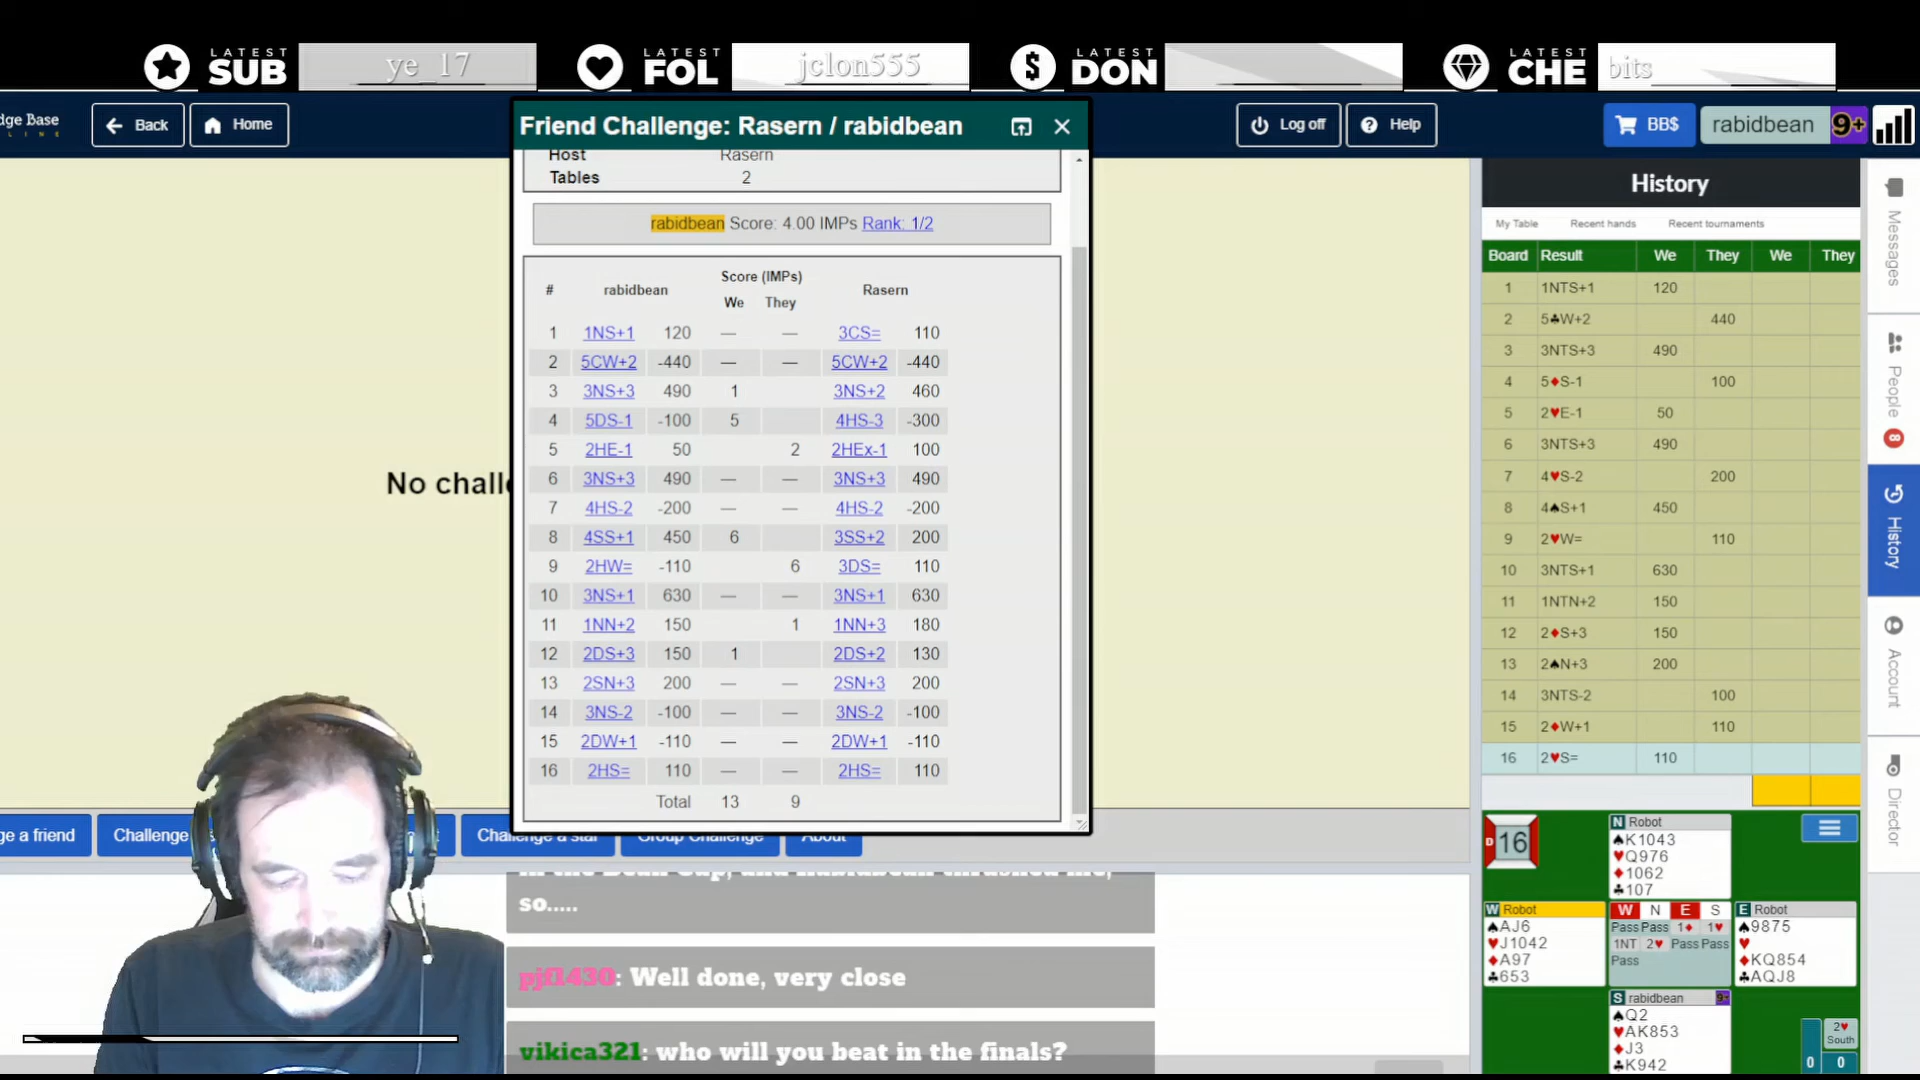 LATEST SUB ye_17
LATEST FOL jclon555
LATEST DON
LATEST CHE bits
dge Base
LINE
Back
Home
Log off
Help
BB$
rabidbean 9+
Friend Challenge: Rasern / rabidbean
Host Rasern
Tables 2
rabidbean Score: 4.00 IMPs Rank: 1/2
# rabidbean Score (IMPs) We They Rasern
1 1NS+1 120 — — 3CS= 110
2 5CW+2 -440 — — 5CW+2 -440
3 3NS+3 490 1 3NS+2 460
4 5DS-1 -100 5 4HS-3 -300
5 2HE-1 50 2 2HEx-1 100
6 3NS+3 490 — — 3NS+3 490
7 4HS-2 -200 — — 4HS-2 -200
8 4SS+1 450 6 3SS+2 200
9 2HW= -110 6 3DS= 110
10 3NS+1 630 — — 3NS+1 630
11 1NN+2 150 1 1NN+3 180
12 2DS+3 150 1 2DS+2 130
13 2SN+3 200 — — 2SN+3 200
14 3NS-2 -100 — — 3NS-2 -100
15 2DW+1 -110 — — 2DW+1 -110
16 2HS= 110 — — 2HS= 110
Total 13 9
No challe
ge a friend
Challenge
Challenge a star
Group Challenge
About
so.....
pjf1430: Well done, very close
vikica321: who will you beat in the finals?
History
My Table Recent hands Recent tournaments
Board Result We They We They
1 1NTS+1 120
2 5♣W+2 440
3 3NTS+3 490
4 5♦S-1 100
5 2♥E-1 50
6 3NTS+3 490
7 4♥S-2 200
8 4♠S+1 450
9 2♥W= 110
10 3NTS+1 630
11 1NTN+2 150
12 2♦S+3 150
13 2♠N+3 200
14 3NTS-2 100
15 2♦W+1 110
16 2♥S= 110
D 16
N Robot
♠K1043
♥Q976
♦1062
♣107
W Robot
♠AJ6
♥J1042
♦A97
♣653
W N E S
Pass Pass 1♦ 1♥
1NT 2♥ Pass Pass
Pass
E Robot
♠9875
♥
♦KQ854
♣AQJ8
S rabidbean 9+
♠Q2
♥AK853
♦J3
♣K942
2♥
South
0 0
Messages
People
8
History
Account
Director